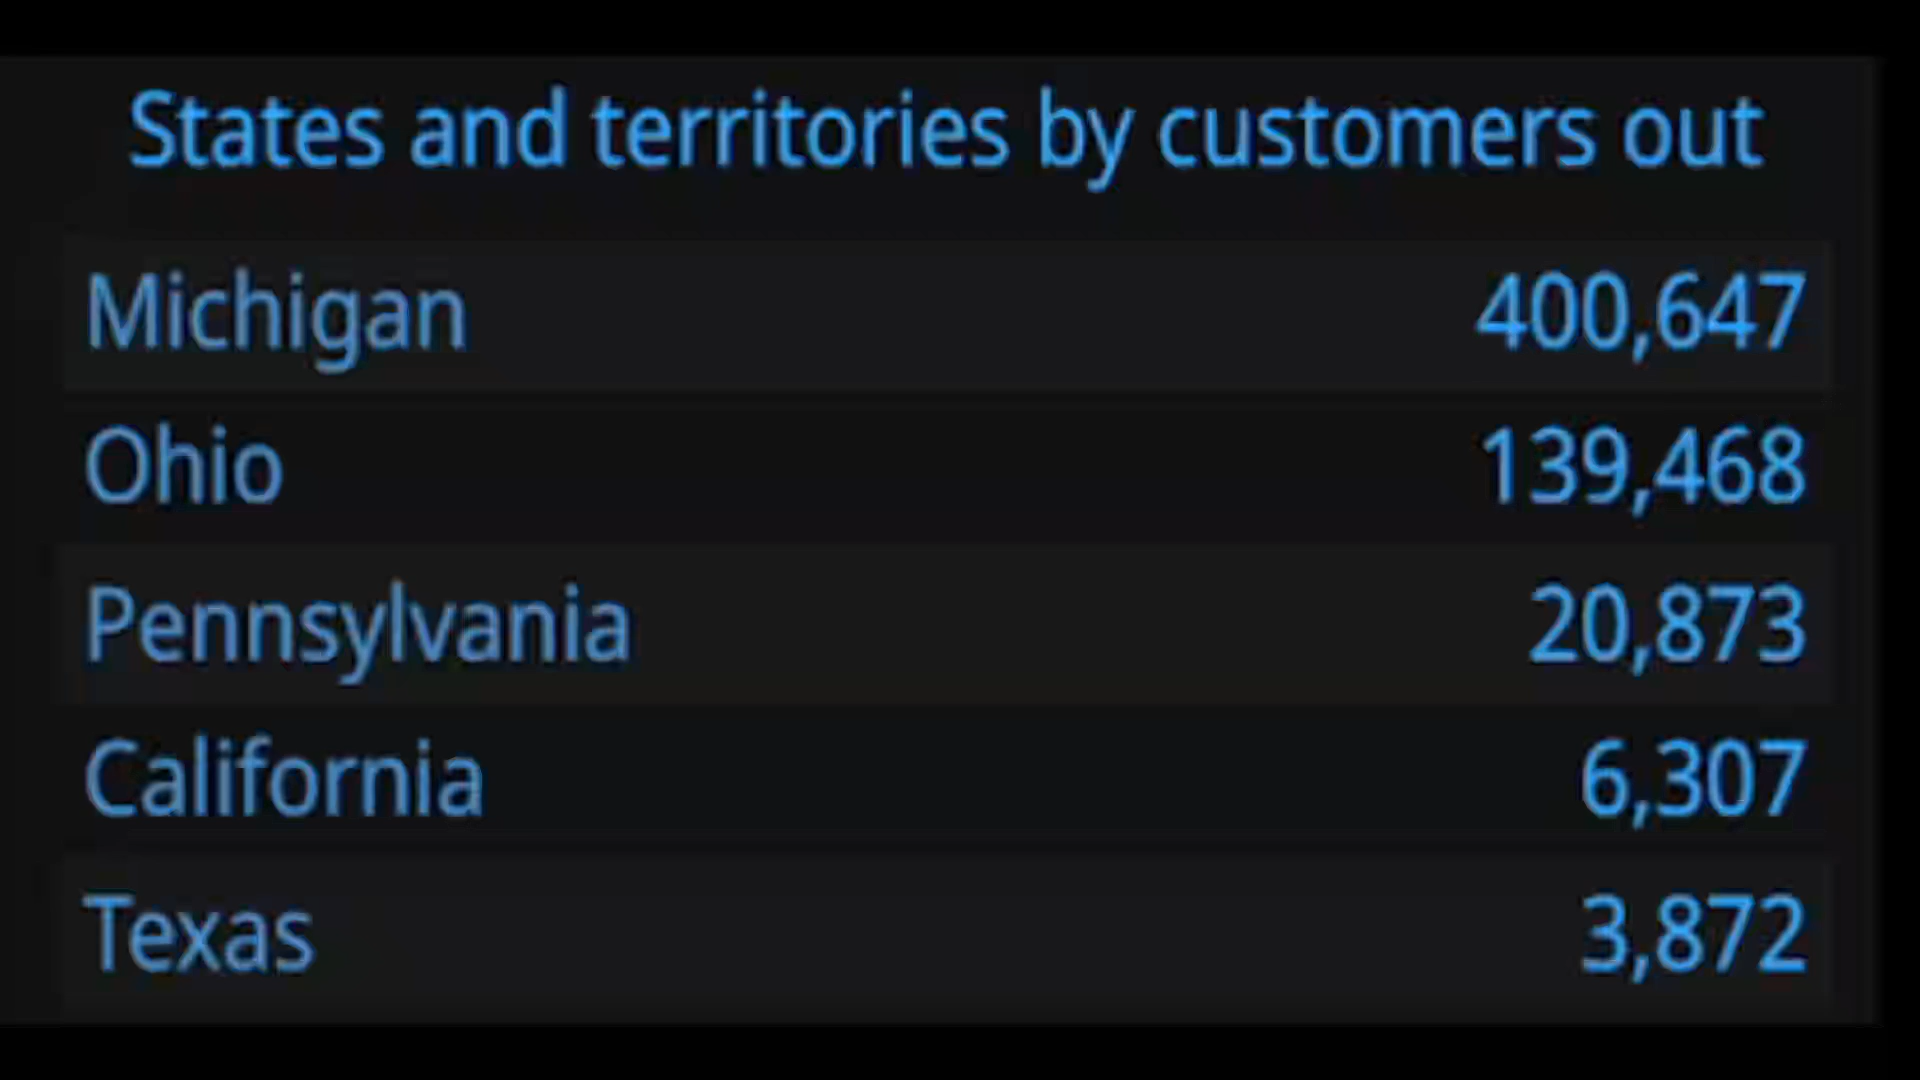 States and territories by customers out
Michigan 400,647
Ohio 139,468
Pennsylvania 20,873
California 6,307
Texas 3,872